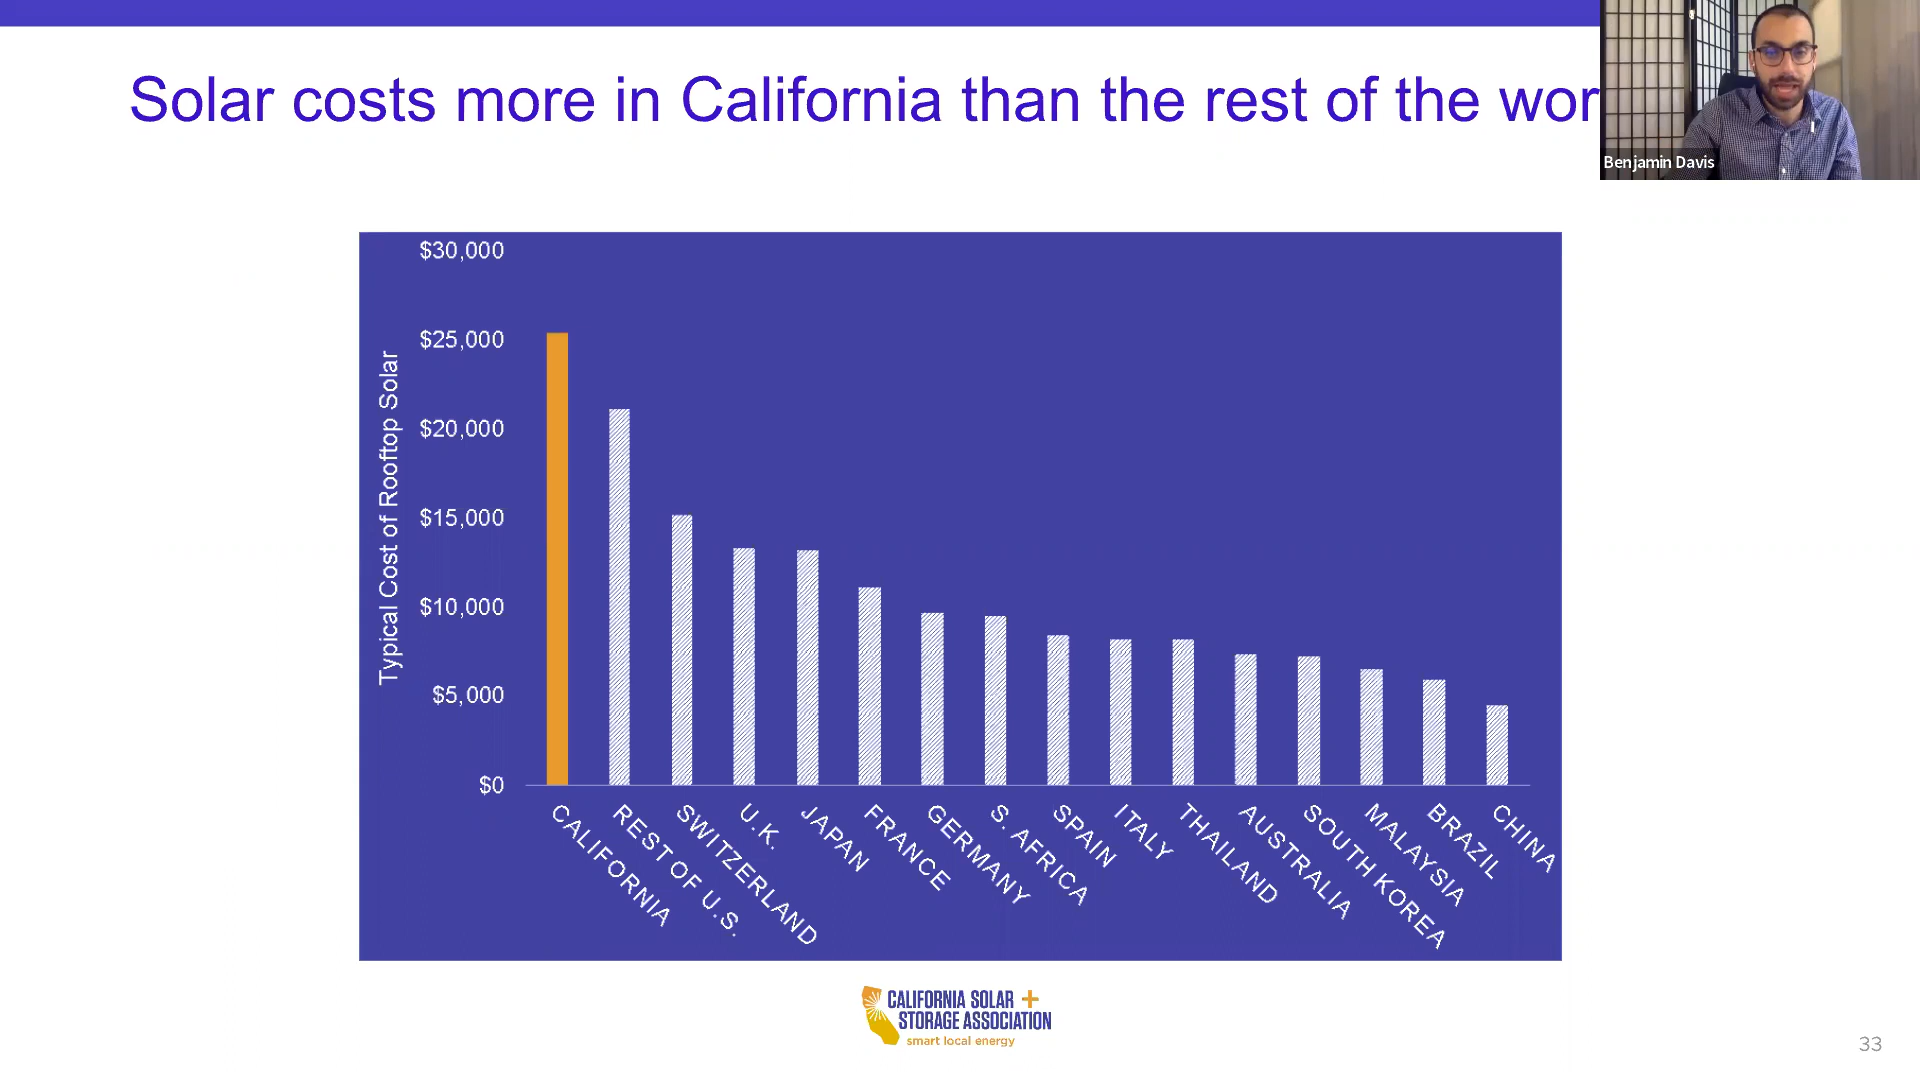 Solar costs more in California than the rest of the wor
Benjamin Davis
Typical Cost of Rooftop Solar
$30,000
$25,000
$20,000
$15,000
$10,000
$5,000
$0
CALIFORNIA
REST OF U.S.
SWITZERLAND
U.K.
JAPAN
FRANCE
GERMANY
S. AFRICA
SPAIN
ITALY
THAILAND
AUSTRALIA
SOUTH KOREA
MALAYSIA
BRAZIL
CHINA
CALIFORNIA SOLAR +
STORAGE ASSOCIATION
smart local energy
33